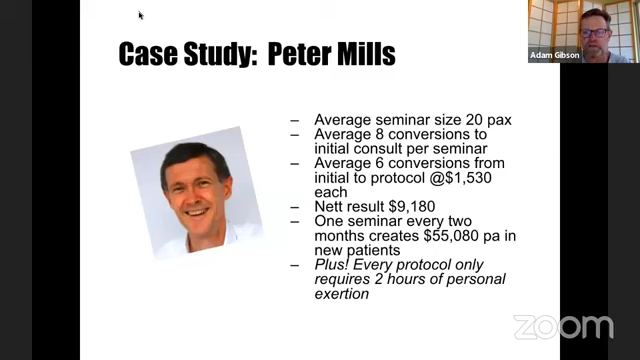 Adam Gibson
Case Study: Peter Mills
– Average seminar size 20 pax
– Average 8 conversions to
initial consult per seminar
– Average 6 conversions from
initial to protocol @$1,530
each
– Nett result $9,180
– One seminar every two
months creates $55,080 pa in
new patients
– Plus! Every protocol only
requires 2 hours of personal
exertion
zoom